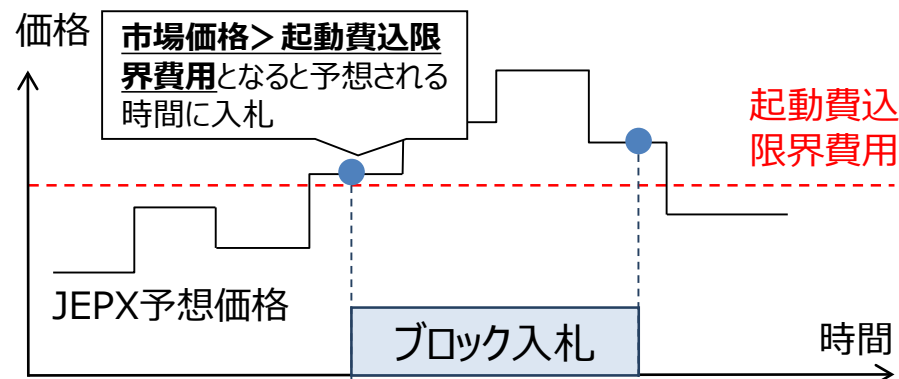 価格
市場価格＞起動費込限
界費用となると予想される
時間に入札
起動費込
限界費用
JEPX予想価格
ブロック入札
時間